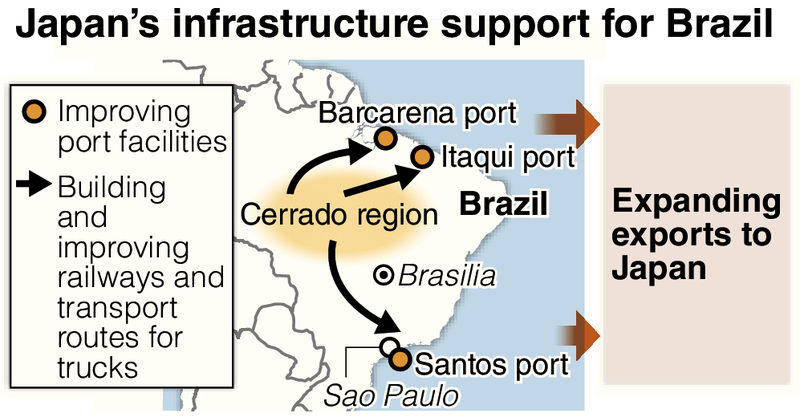 Japan’s infrastructure support for Brazil
Improving
port facilities
Building
and
improving
railways and
transport
routes for
trucks
Barcarena port
Itaqui port
Cerrado region
Brazil
Brasilia
Santos port
Sao Paulo
Expanding
exports to
Japan